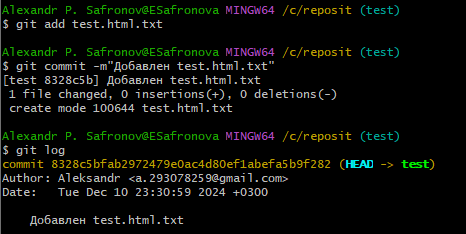 Alexandr P. Safronov@ESafronova MINGW64 /c/reposit (test)
$ git add test.html.txt
Alexandr P. Safronov@ESafronova MINGW64 /c/reposit (test)
$ git commit -m"Добавлен test.html.txt"
[test 8328c5b] Добавлен test.html.txt
1 file changed, 0 insertions(+), 0 deletions(-)
create mode 100644 test.html.txt
Alexandr P. Safronov@ESafronova MINGW64 /c/reposit (test)
$ git log
commit 8328c5bfab2972479e0ac4d80ef1abefa5b9f282 (HEAD -> test)
Author: Aleksandr <a.293078259@gmail.com>
Date:   Tue Dec 10 23:30:59 2024 +0300
Добавлен test.html.txt